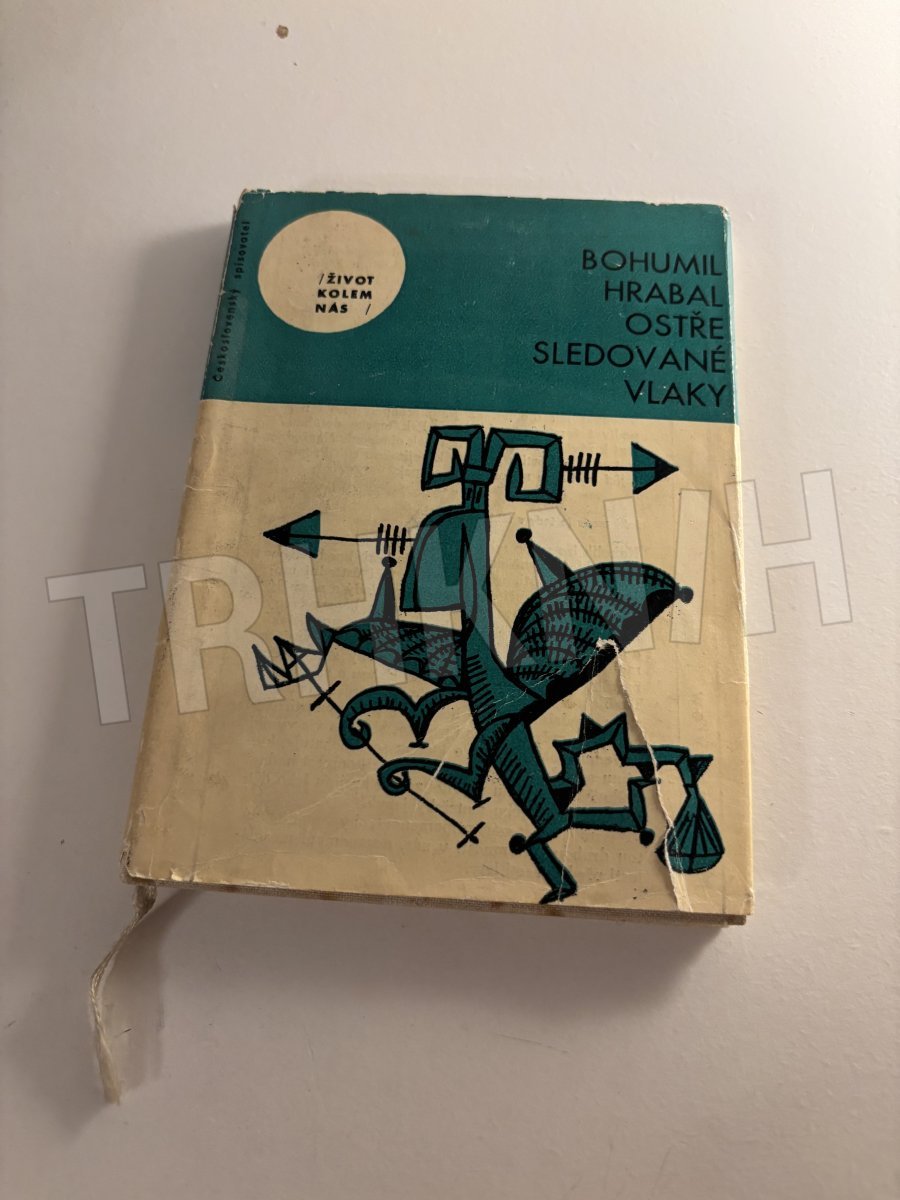 Československý spisovatel
/ŽIVOT
KOLEM
NÁS /
BOHUMIL
HRABAL
OSTŘE
SLEDOVANÉ
VLAKY
TRHKNIH